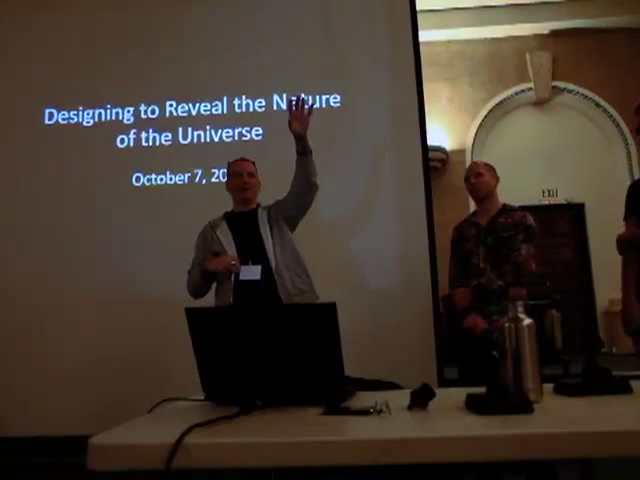 Designing to Reveal the Nature
of the Universe
October 7, 20
EXIT